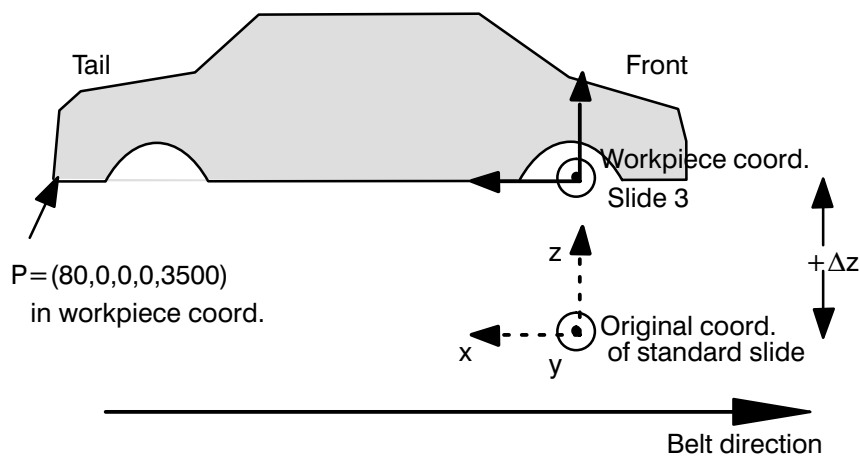 Tail
Front
Workpiece coord.
Slide 3
P=(80,0,0,0,3500)
in workpiece coord.
z
+Δz
Original coord.
of standard slide
x
y
Belt direction